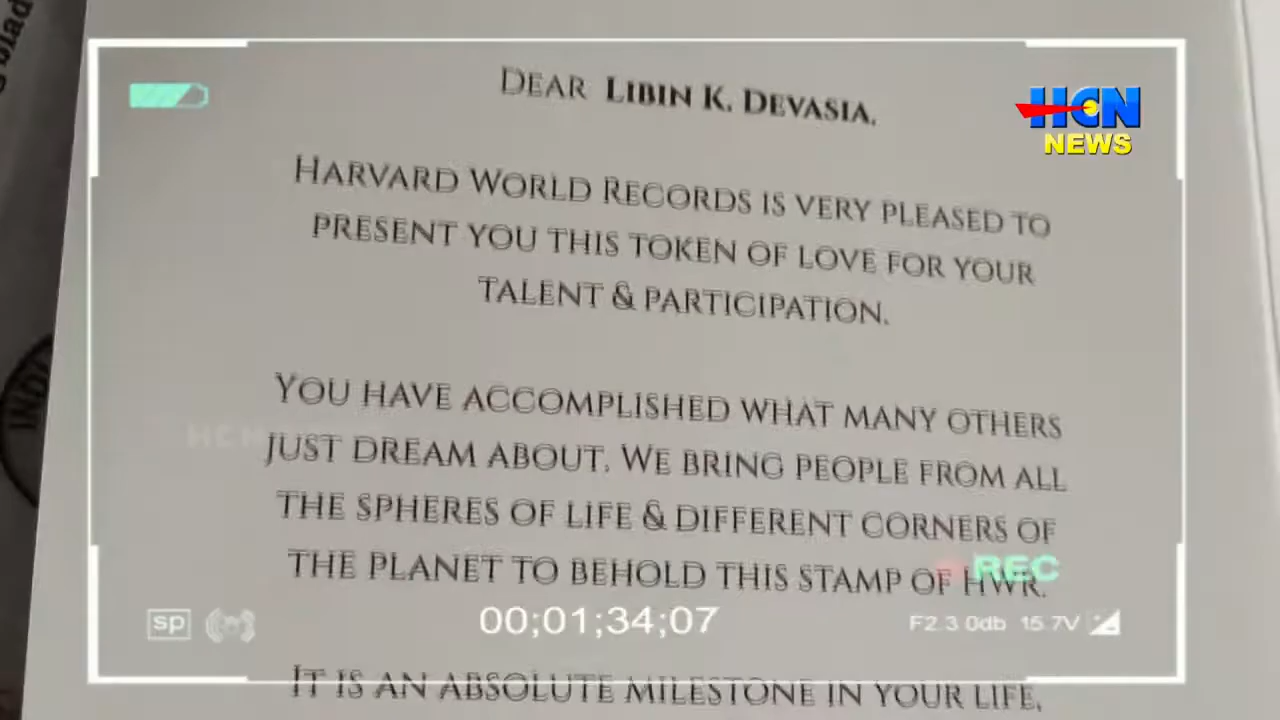 DEAR LIBIN K. DEVASIA,
HCN
NEWS
HARVARD WORLD RECORDS IS VERY PLEASED TO
PRESENT YOU THIS TOKEN OF LOVE FOR YOUR
TALENT & PARTICIPATION.
YOU HAVE ACCOMPLISHED WHAT MANY OTHERS
JUST DREAM ABOUT. WE BRING PEOPLE FROM ALL
THE SPHERES OF LIFE & DIFFERENT CORNERS OF
THE PLANET TO BEHOLD THIS STAMP OF HWR.
REC
sp
00;01;34;07
F2.3 0db 15.7V
IT IS AN ABSOLUTE MILESTONE IN YOUR LIFE,